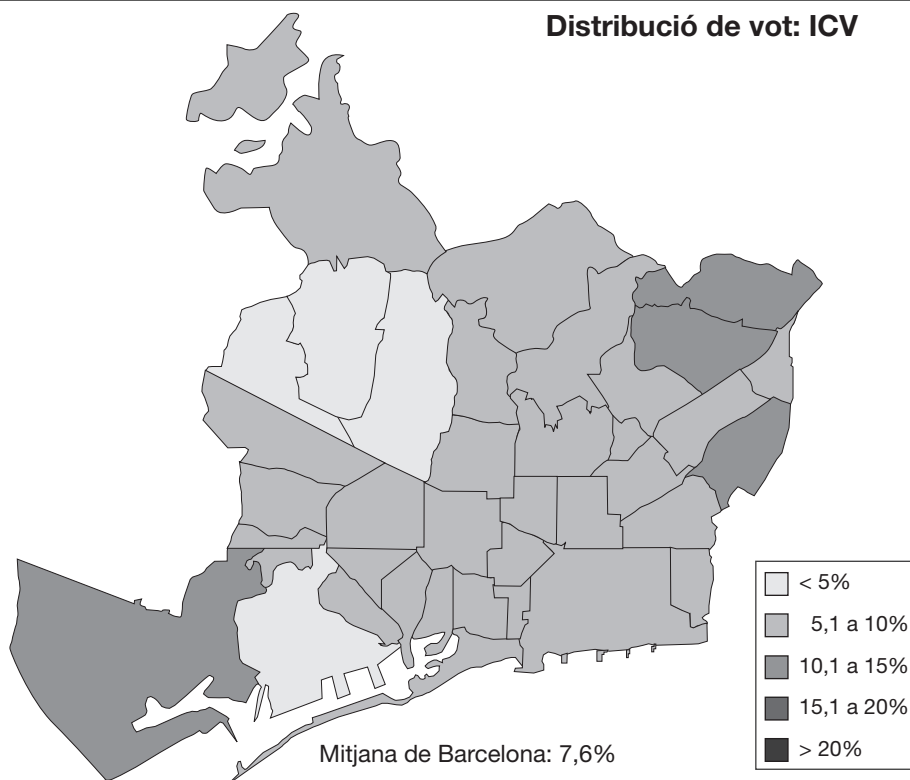 Distribució de vot: ICV
< 5%
5,1 a 10%
10,1 a 15%
15,1 a 20%
> 20%
Mitjana de Barcelona: 7,6%